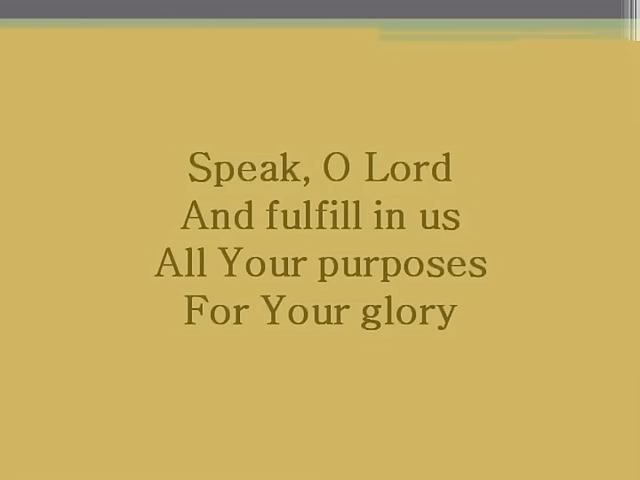 Speak, O Lord
And fulfill in us
All Your purposes
For Your glory